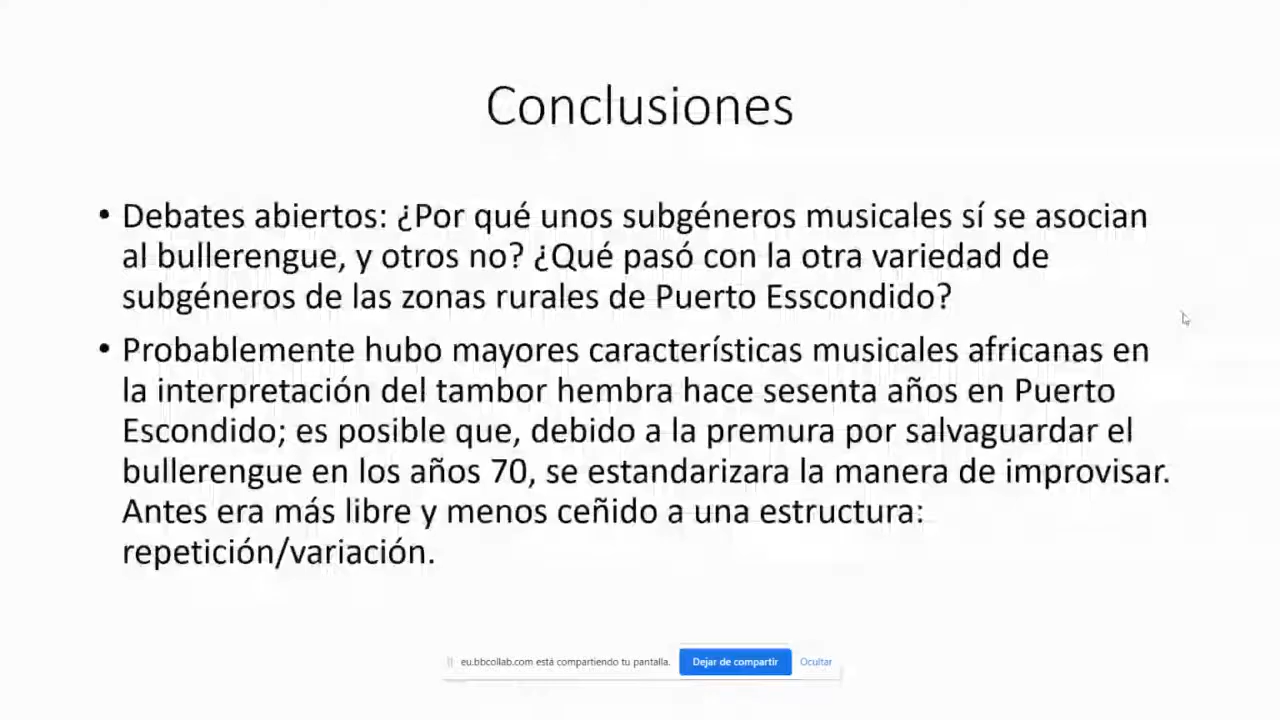 Conclusiones
• Debates abiertos: ¿Por qué unos subgéneros musicales sí se asocian
al bullerengue, y otros no? ¿Qué pasó con la otra variedad de
subgéneros de las zonas rurales de Puerto Esscondido?
• Probablemente hubo mayores características musicales africanas en
la interpretación del tambor hembra hace sesenta años en Puerto
Escondido; es posible que, debido a la premura por salvaguardar el
bullerengue en los años 70, se estandarizara la manera de improvisar.
Antes era más libre y menos ceñido a una estructura:
repetición/variación.
eu.bbcollab.com está compartiendo tu pantalla. Dejar de compartir Ocultar